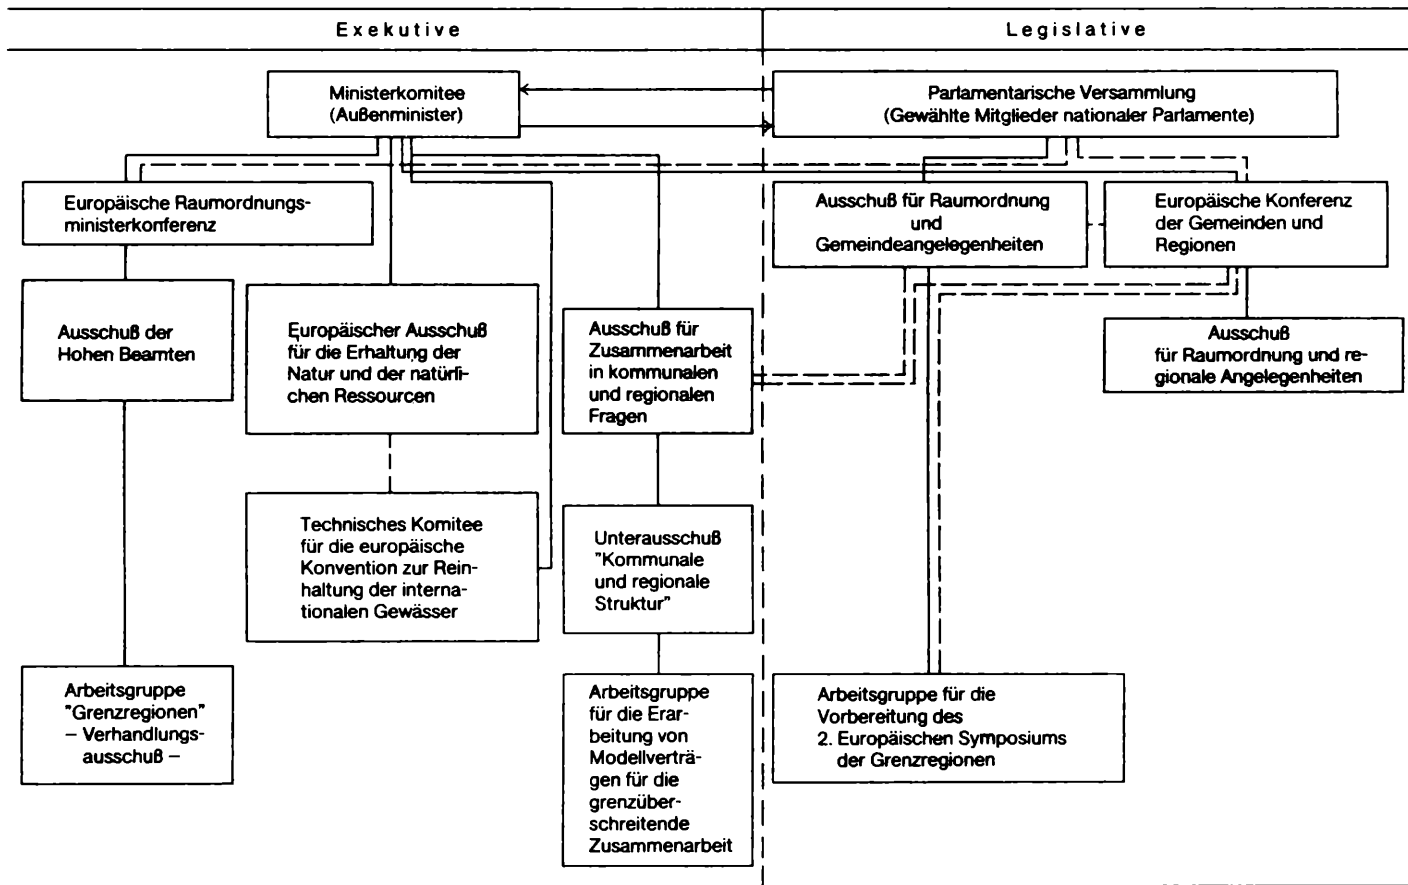 Exekutive
Legislative
Ministerkomitee
(Außenminister)
Parlamentarische Versammlung
(Gewählte Mitglieder nationaler Parlamente)
Europäische Raumordnungs-
ministerkonferenz
Ausschuß für Raumordnung
und
Gemeindeangelegenheiten
Europäische Konferenz
der Gemeinden und
Regionen
Ausschuß der
Hohen Beamten
Europäischer Ausschuß
für die Erhaltung der
Natur und der natürli-
chen Ressourcen
Ausschuß für
Zusammenarbeit
in kommunalen
und regionalen
Fragen
Ausschuß
für Raumordnung und re-
gionale Angelegenheiten
Technisches Komitee
für die europäische
Konvention zur Rein-
haltung der interna-
tionalen Gewässer
Unterausschuß
"Kommunale
und regionale
Struktur"
Arbeitsgruppe
"Grenzregionen"
– Verhandlungs-
ausschuß –
Arbeitsgruppe
für die Erar-
beitung von
Modellverträ-
gen für die
grenzüber-
schreitende
Zusammenarbeit
Arbeitsgruppe für die
Vorbereitung des
2. Europäischen Symposiums
der Grenzregionen